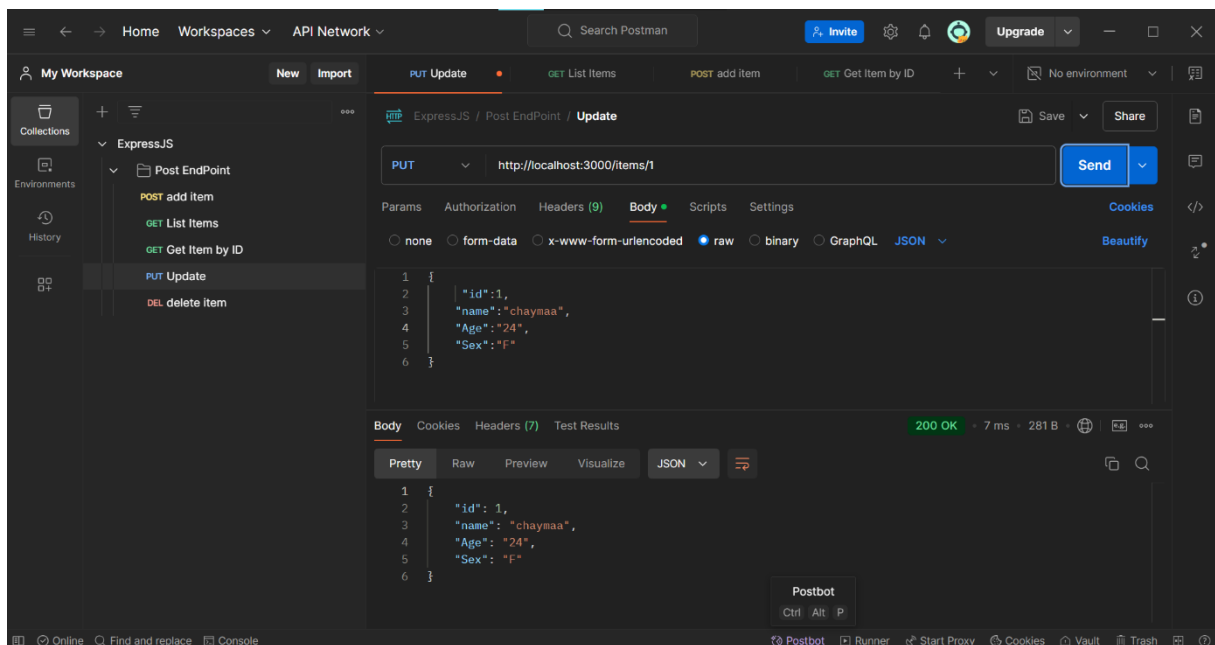 Home Workspaces API Network Search Postman Invite Upgrade
My Workspace New Import PUT Update GET List Items POST add item GET Get Item by ID No environment
Collections
Environments
History
ExpressJS
Post EndPoint
POST add item
GET List Items
GET Get Item by ID
PUT Update
DEL delete item
HTTP ExpressJS / Post EndPoint / Update Save Share
PUT http://localhost:3000/items/1 Send
Params Authorization Headers (9) Body Scripts Settings Cookies
none form-data x-www-form-urlencoded raw binary GraphQL JSON Beautify
1 {
2 "id":1,
3 "name":"chaymaa",
4 "Age":"24",
5 "Sex":"F"
6 }
Body Cookies Headers (7) Test Results 200 OK 7 ms 281 B e.g.
Pretty Raw Preview Visualize JSON
1 {
2 "id": 1,
3 "name": "chaymaa",
4 "Age": "24",
5 "Sex": "F"
6 }
Postbot
Ctrl Alt P
Online Find and replace Console Postbot Runner Start Proxy Cookies Vault Trash